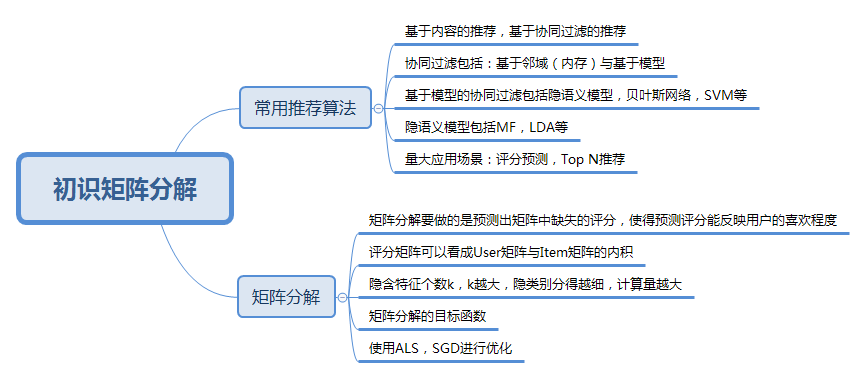 初识矩阵分解
常用推荐算法
基于内容的推荐，基于协同过滤的推荐
协同过滤包括：基于邻域（内存）与基于模型
基于模型的协同过滤包括隐语义模型，贝叶斯网络，SVM等
隐语义模型包括MF，LDA等
量大应用场景：评分预测，Top N推荐
矩阵分解
矩阵分解要做的是预测出矩阵中缺失的评分，使得预测评分能反映用户的喜欢程度
评分矩阵可以看成User矩阵与Item矩阵的内积
隐含特征个数k，k越大，隐类别分得越细，计算量越大
矩阵分解的目标函数
使用ALS，SGD进行优化